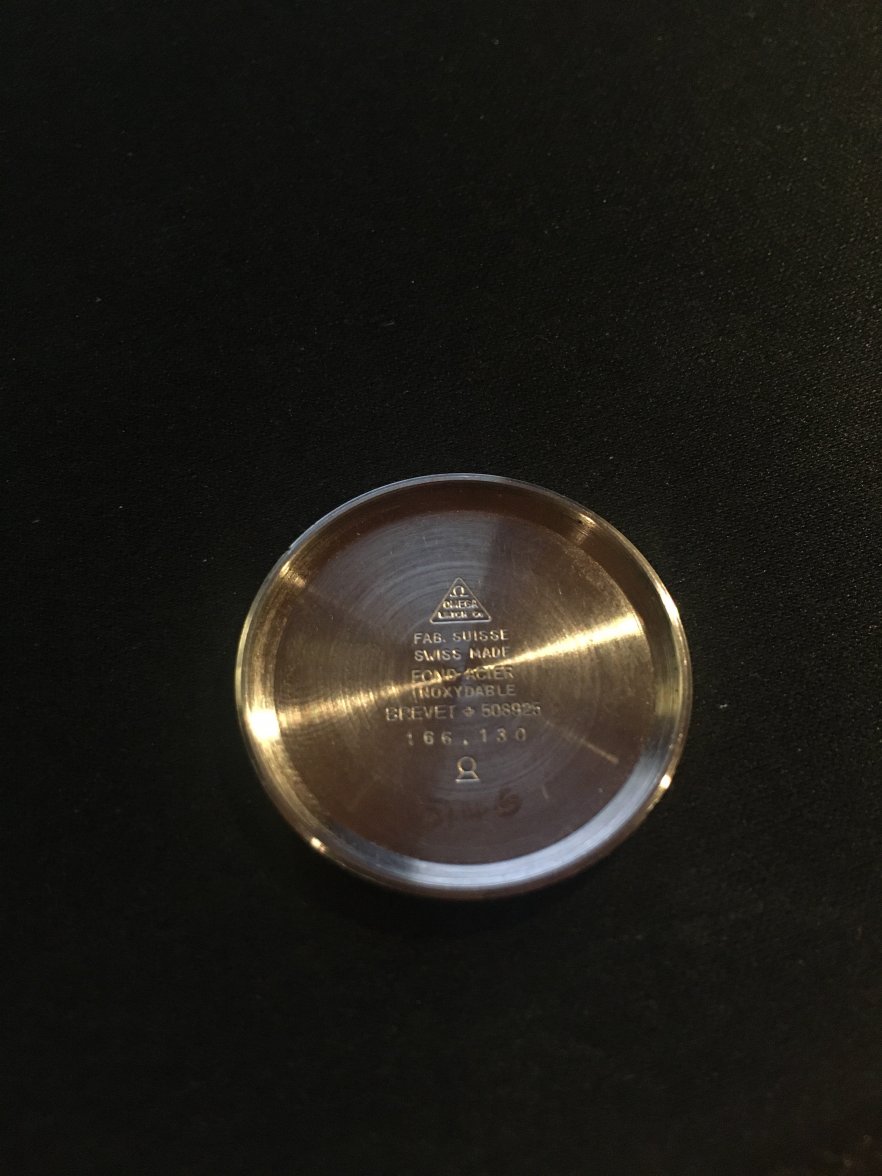 Ω
OMEGA
WATCH Co
FAB. SUISSE
SWISS MADE
FOND ACIER
INOXYDABLE
BREVET + 508925
166.130